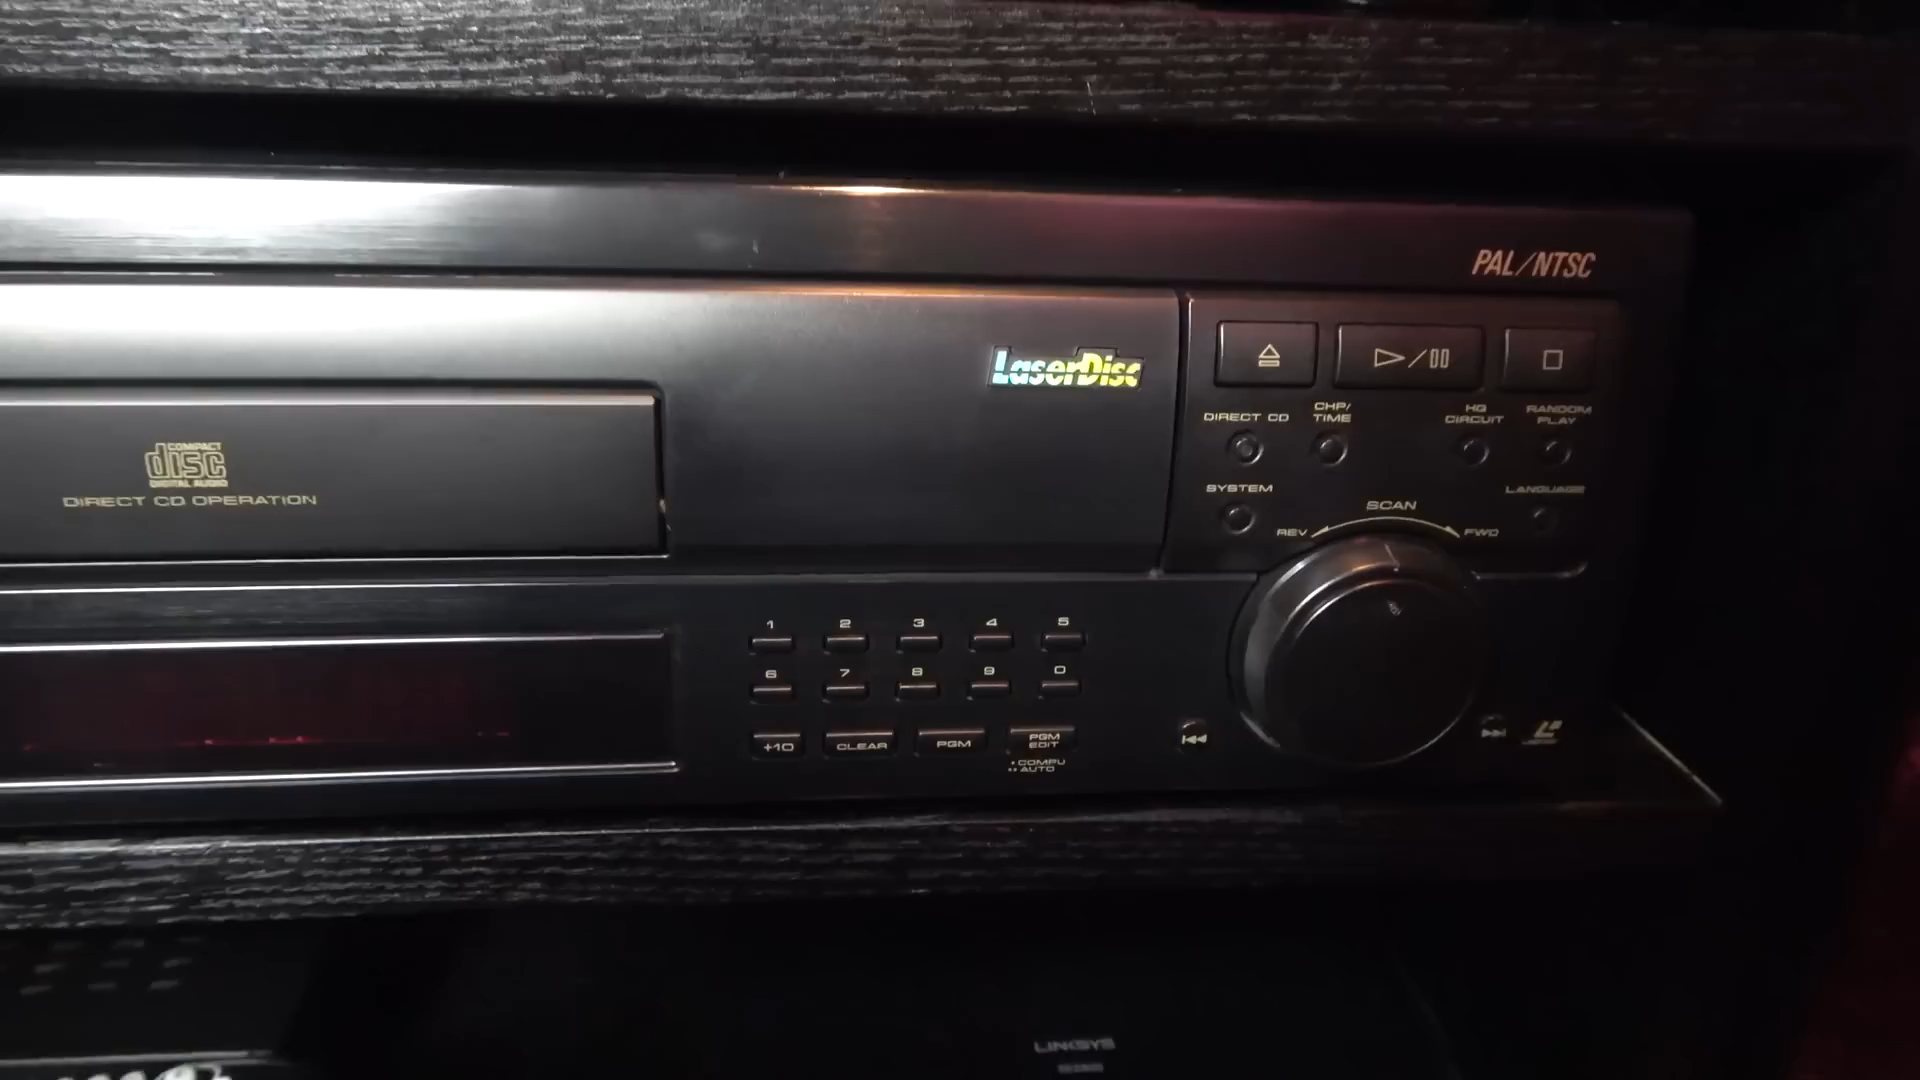 PAL/NTSC
LaserDisc
DIRECT CD
CHP/
TIME
HQ
CIRCUIT
RANDOM
PLAY
COMPACT
disc
DIGITAL AUDIO
DIRECT CD OPERATION
SYSTEM
LANGUAGE
SCAN
REV
FWD
1 2 3 4 5
6 7 8 9 0
+10 CLEAR PGM PGM
EDIT
• COMPU
•• AUTO
LINKSYS